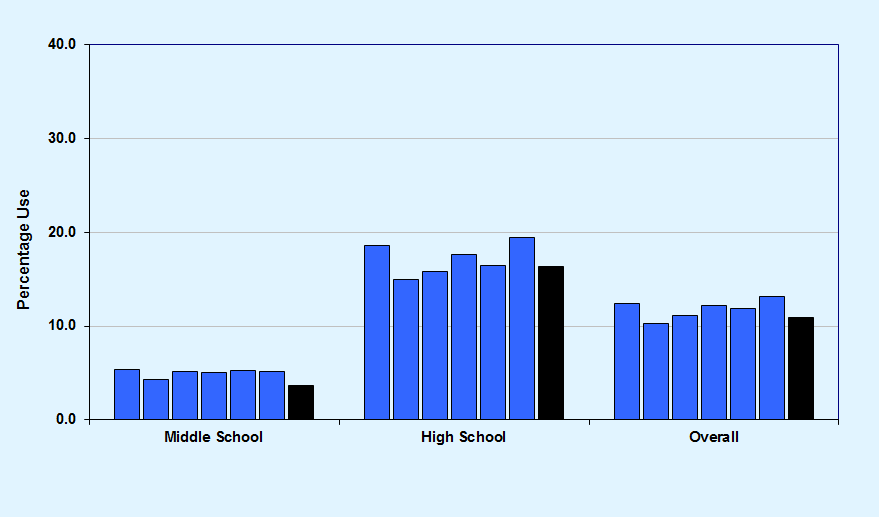 40.0
30.0
20.0
10.0
0.0
Percentage Use
Middle School
High School
Overall